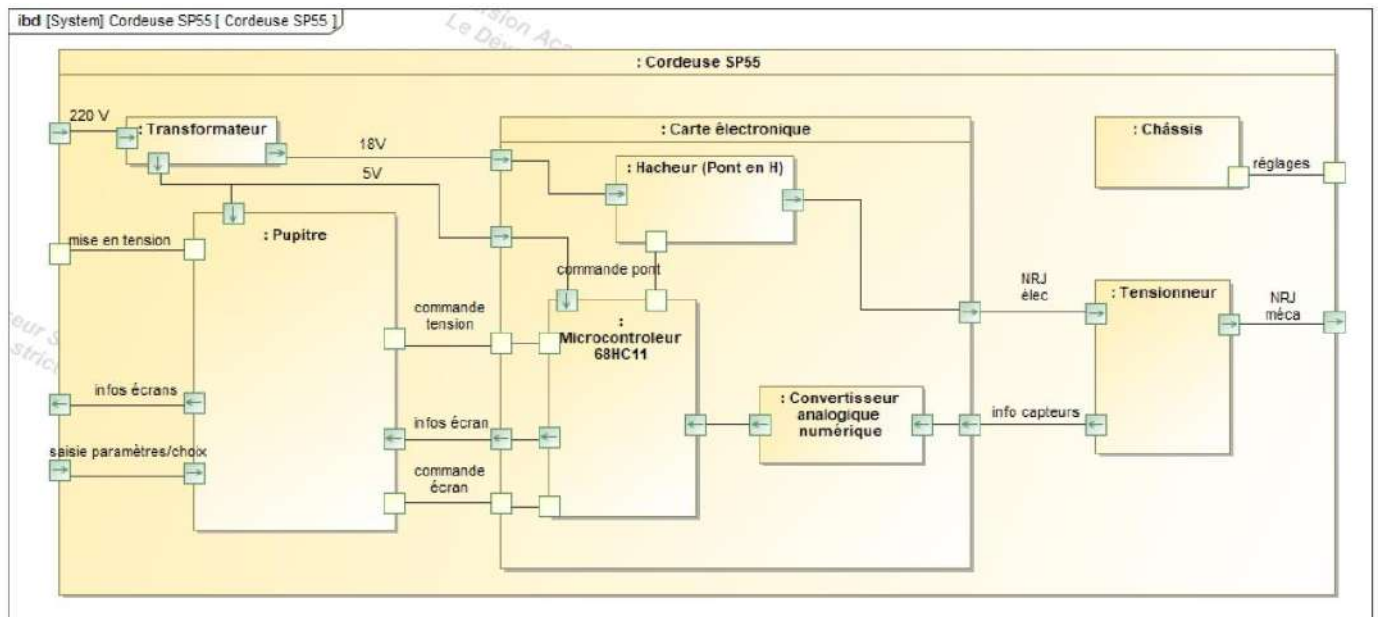 ibd [System] Cordeuse SP55 [ Cordeuse SP55 ]
: Cordeuse SP55
220 V
: Transformateur
18V
5V
: Carte électronique
: Hacheur (Pont en H)
: Châssis
réglages
: Pupitre
mise en tension
commande pont
commande
tension
:
Microcontroleur
68HC11
NRJ
élec
: Tensionneur
NRJ
méca
infos écrans
infos écran
: Convertisseur
analogique
numérique
info capteurs
saisie paramètres/choix
commande
écran